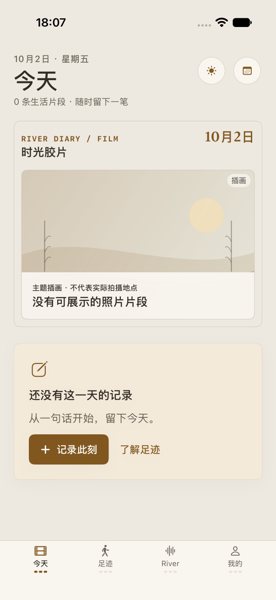 18:07
10月2日 · 星期五
今天
0 条生活片段 · 随时留下一笔
RIVER DIARY / FILM
10月2日
时光胶片
插画
主题插画 · 不代表实际拍摄地点
没有可展示的照片片段
还没有这一天的记录
从一句话开始，留下今天。
+ 记录此刻
了解足迹
今天
足迹
River
我的